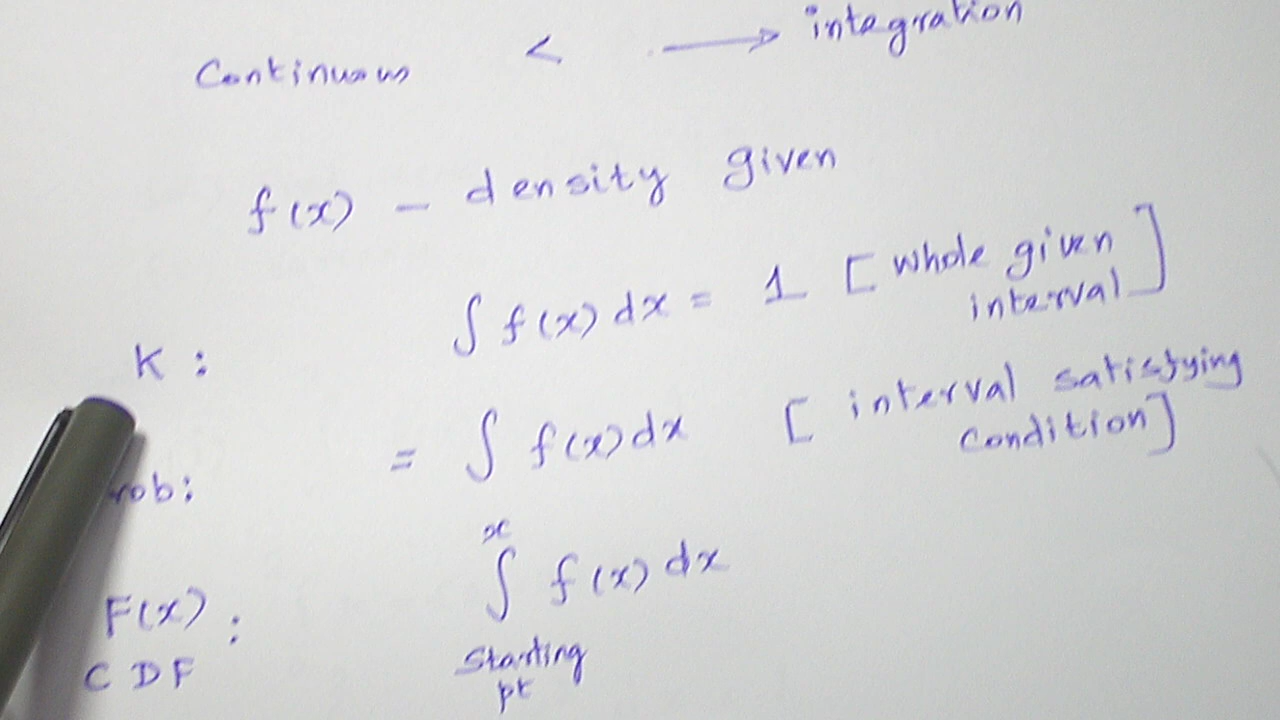 Continuous < → integration
f(x) - density given
K : ∫ f(x) dx = 1 [whole given
interval]
rob: = ∫ f(x) dx [interval satisfying
condition]
x
F(x) : ∫ f(x) dx
CDF Starting
pt